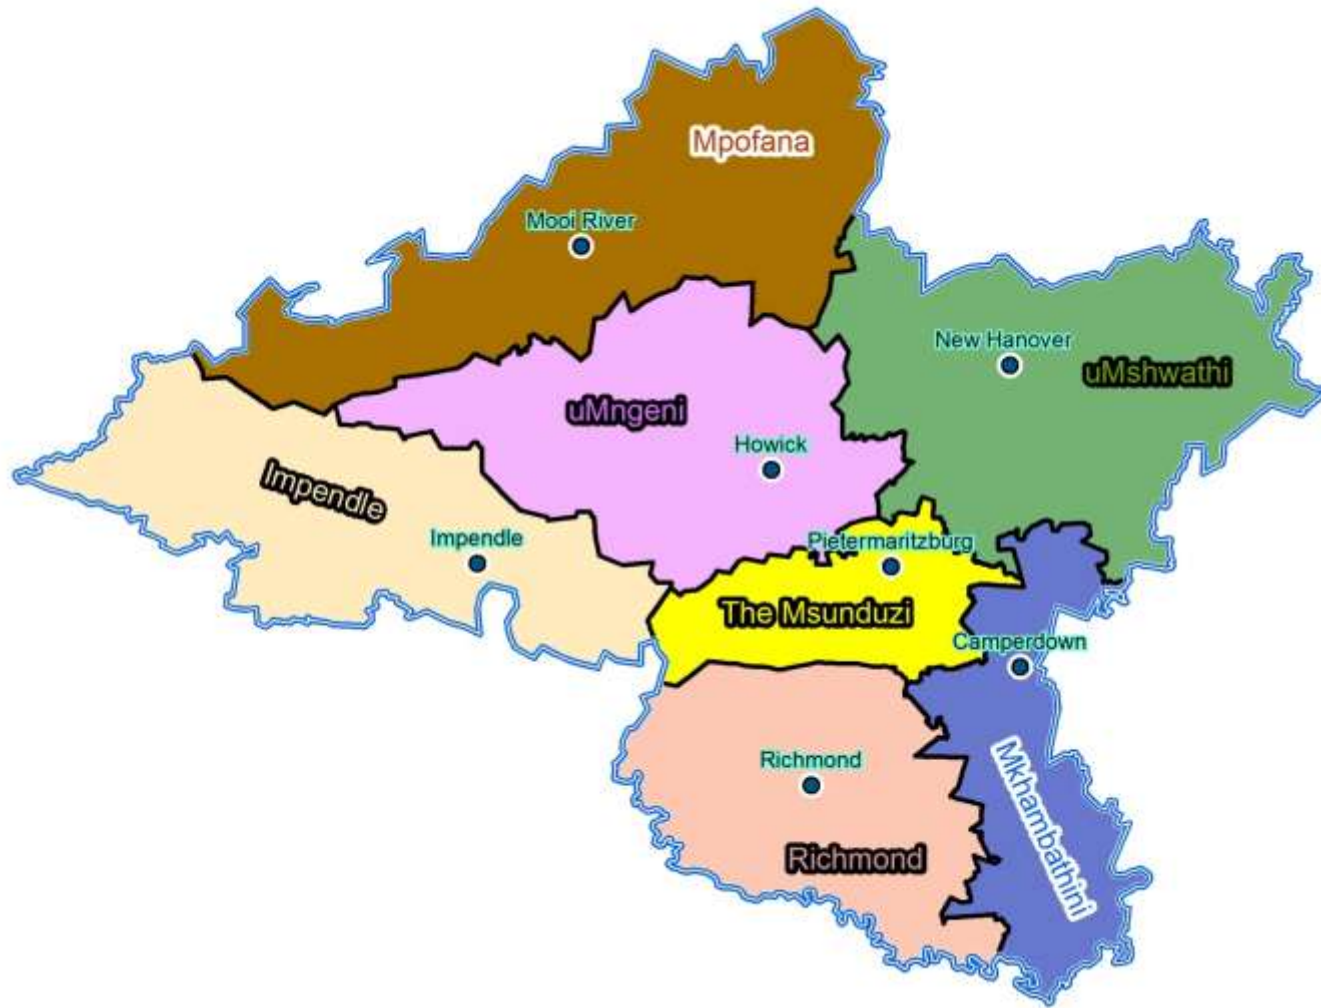 Mpofana
Mooi River
New Hanover
uMshwathi
uMngeni
Howick
Impendle
Impendle
Pietermaritzburg
The Msunduzi
Camperdown
Richmond
Mkhambathini
Richmond